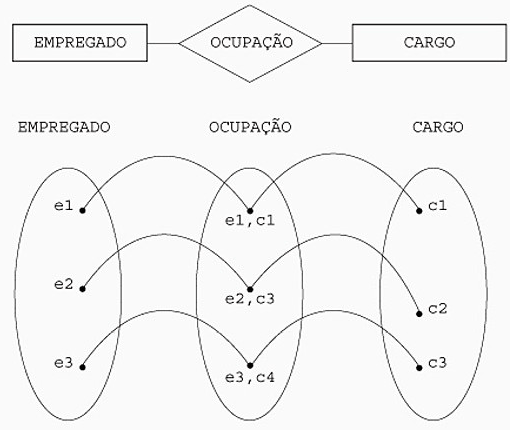 EMPREGADO OCUPAÇÃO CARGO
EMPREGADO OCUPAÇÃO CARGO
e1 e1,c1 c1
e2 e2,c3 c2
e3 e3,c4 c3